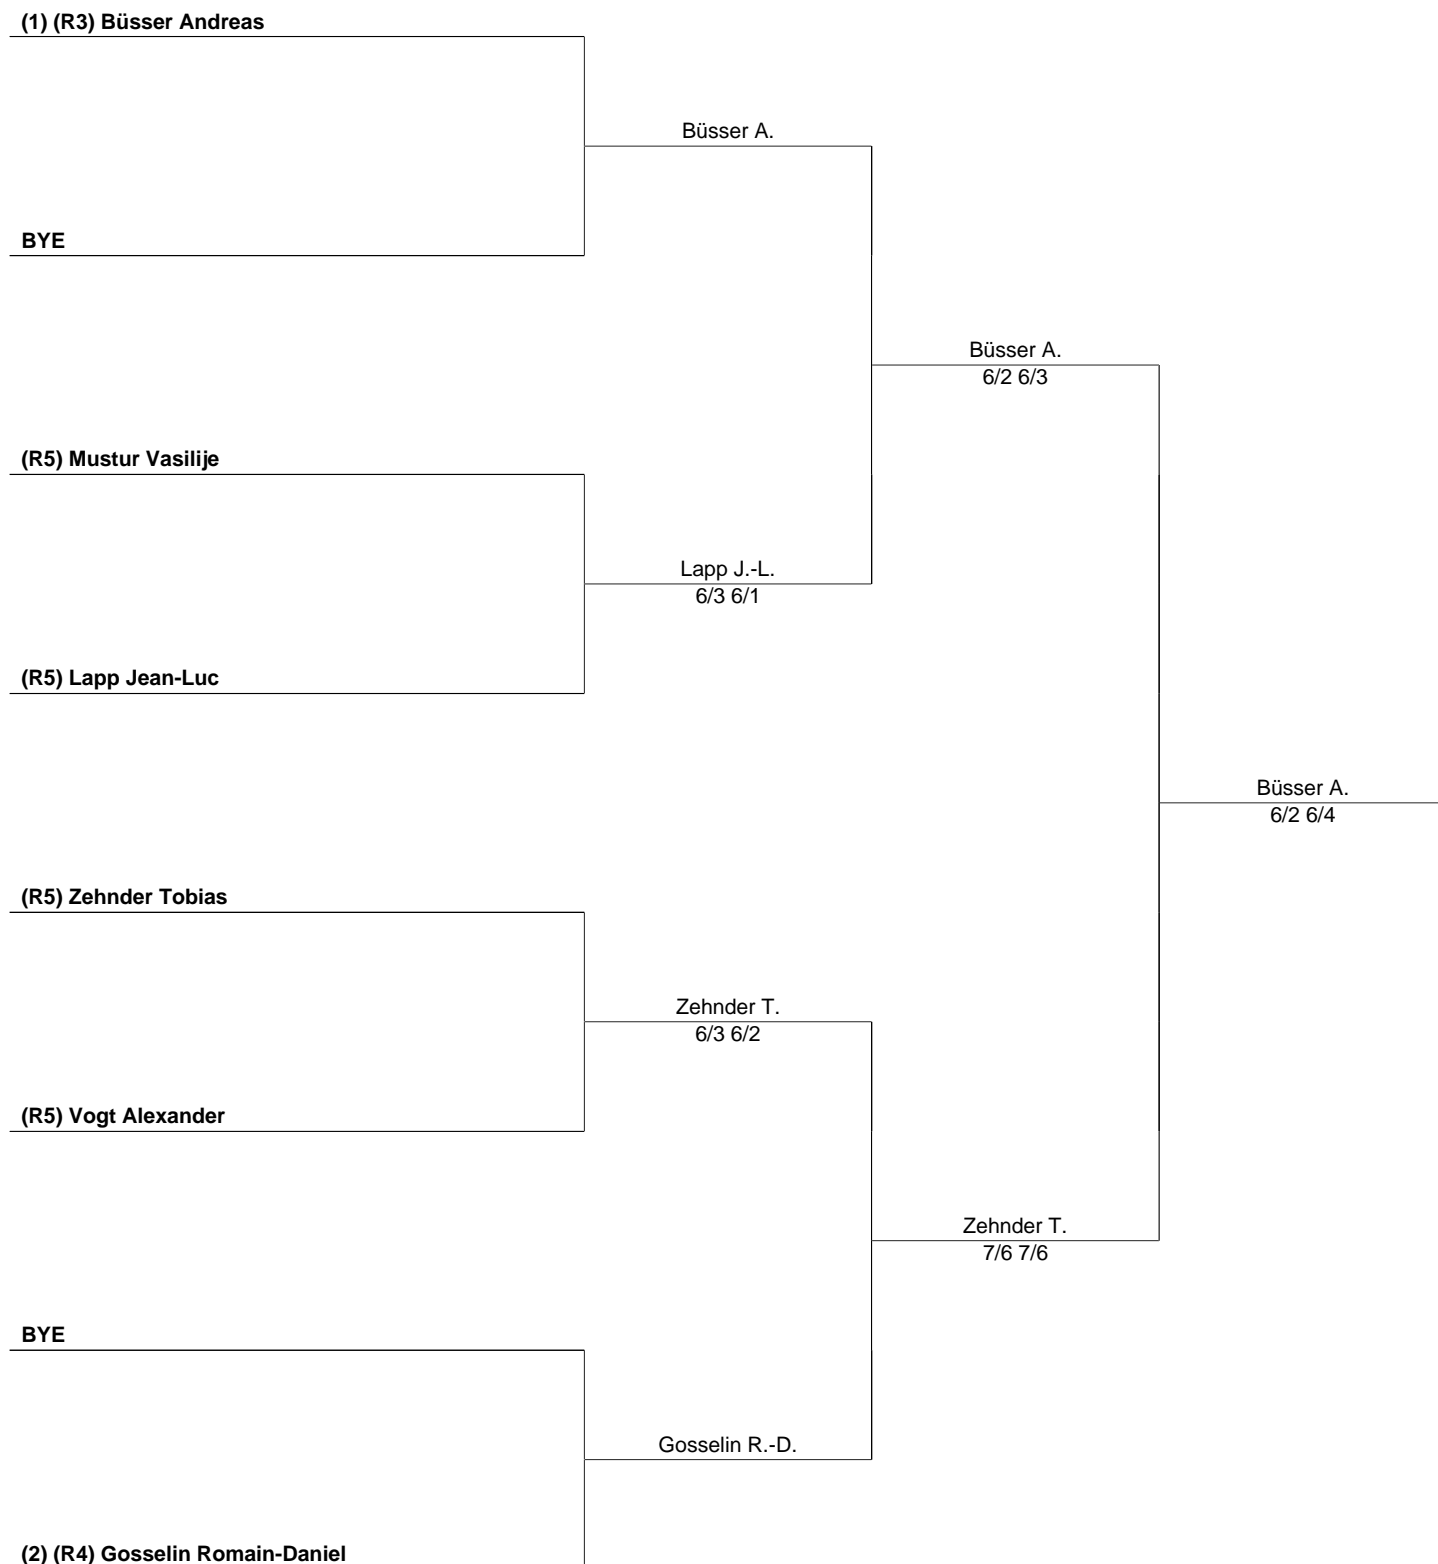 (1) (R3) Büsser Andreas
Büsser A.
BYE
Büsser A.
6/2 6/3
(R5) Mustur Vasilije
Lapp J.-L.
6/3 6/1
(R5) Lapp Jean-Luc
Büsser A.
6/2 6/4
(R5) Zehnder Tobias
Zehnder T.
6/3 6/2
(R5) Vogt Alexander
Zehnder T.
7/6 7/6
BYE
Gosselin R.-D.
(2) (R4) Gosselin Romain-Daniel